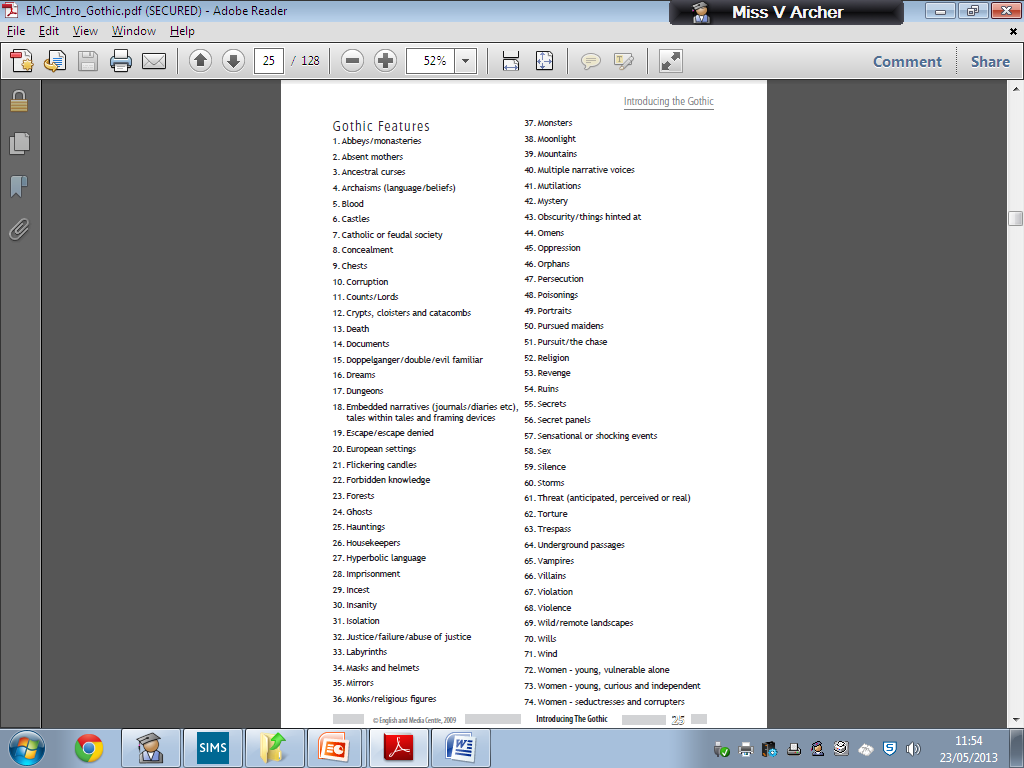 EMC_Intro_Gothic.pdf (SECURED) - Adobe Reader
Miss V Archer
File Edit View Window Help
25 / 128
52%
Comment
Share
Introducing the Gothic
Gothic Features
1. Abbeys/monasteries
2. Absent mothers
3. Ancestral curses
4. Archaisms (language/beliefs)
5. Blood
6. Castles
7. Catholic or feudal society
8. Concealment
9. Chests
10. Corruption
11. Counts/Lords
12. Crypts, cloisters and catacombs
13. Death
14. Documents
15. Doppelganger/double/evil familiar
16. Dreams
17. Dungeons
18. Embedded narratives (journals/diaries etc),
tales within tales and framing devices
19. Escape/escape denied
20. European settings
21. Flickering candles
22. Forbidden knowledge
23. Forests
24. Ghosts
25. Hauntings
26. Housekeepers
27. Hyperbolic language
28. Imprisonment
29. Incest
30. Insanity
31. Isolation
32. Justice/failure/abuse of justice
33. Labyrinths
34. Masks and helmets
35. Mirrors
36. Monks/religious figures
37. Monsters
38. Moonlight
39. Mountains
40. Multiple narrative voices
41. Mutilations
42. Mystery
43. Obscurity/things hinted at
44. Omens
45. Oppression
46. Orphans
47. Persecution
48. Poisonings
49. Portraits
50. Pursued maidens
51. Pursuit/the chase
52. Religion
53. Revenge
54. Ruins
55. Secrets
56. Secret panels
57. Sensational or shocking events
58. Sex
59. Silence
60. Storms
61. Threat (anticipated, perceived or real)
62. Torture
63. Trespass
64. Underground passages
65. Vampires
66. Villains
67. Violation
68. Violence
69. Wild/remote landscapes
70. Wills
71. Wind
72. Women - young, vulnerable alone
73. Women - young, curious and independent
74. Women - seductresses and corrupters
© English and Media Centre, 2009
Introducing The Gothic
25
SIMS
11:54
23/05/2013